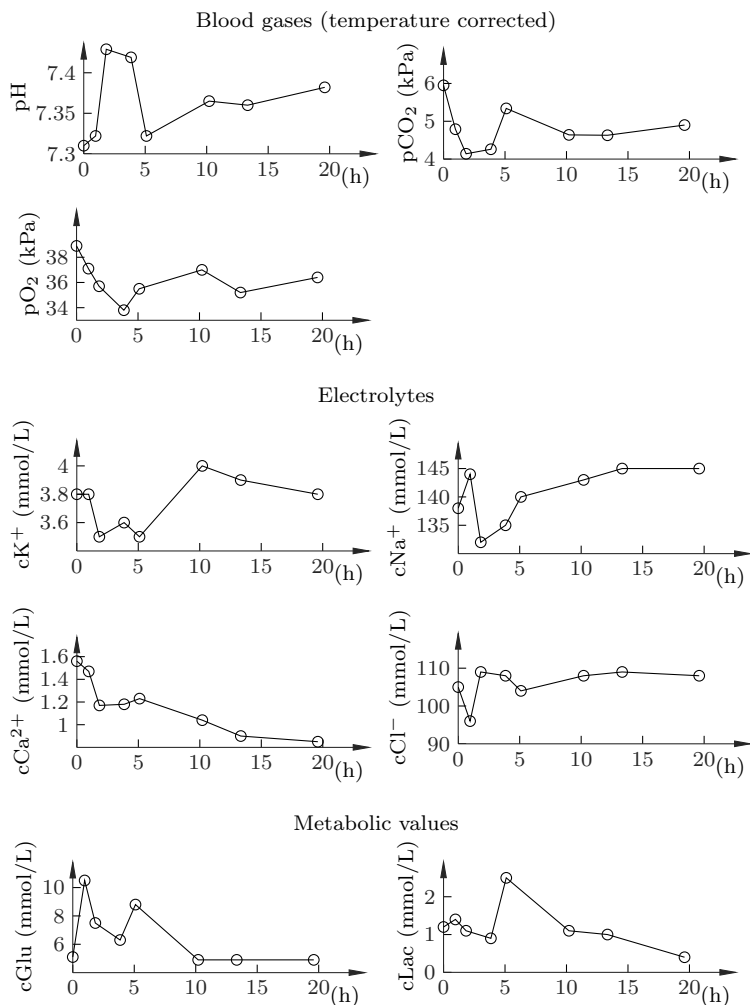 Blood gases (temperature corrected)
pH
7.4
7.35
7.3
0 5 10 15 20 (h)
pCO₂ (kPa)
6
5
4
0 5 10 15 20 (h)
pO₂ (kPa)
38
36
34
0 5 10 15 20 (h)
Electrolytes
cK⁺ (mmol/L)
4
3.8
3.6
0 5 10 15 20 (h)
cNa⁺ (mmol/L)
145
140
135
0 5 10 15 20 (h)
cCa²⁺ (mmol/L)
1.6
1.4
1.2
1
0 5 10 15 20 (h)
cCl⁻ (mmol/L)
110
100
90
0 5 10 15 20 (h)
Metabolic values
cGlu (mmol/L)
10
8
6
0 5 10 15 20 (h)
cLac (mmol/L)
2
1
0
0 5 10 15 20 (h)